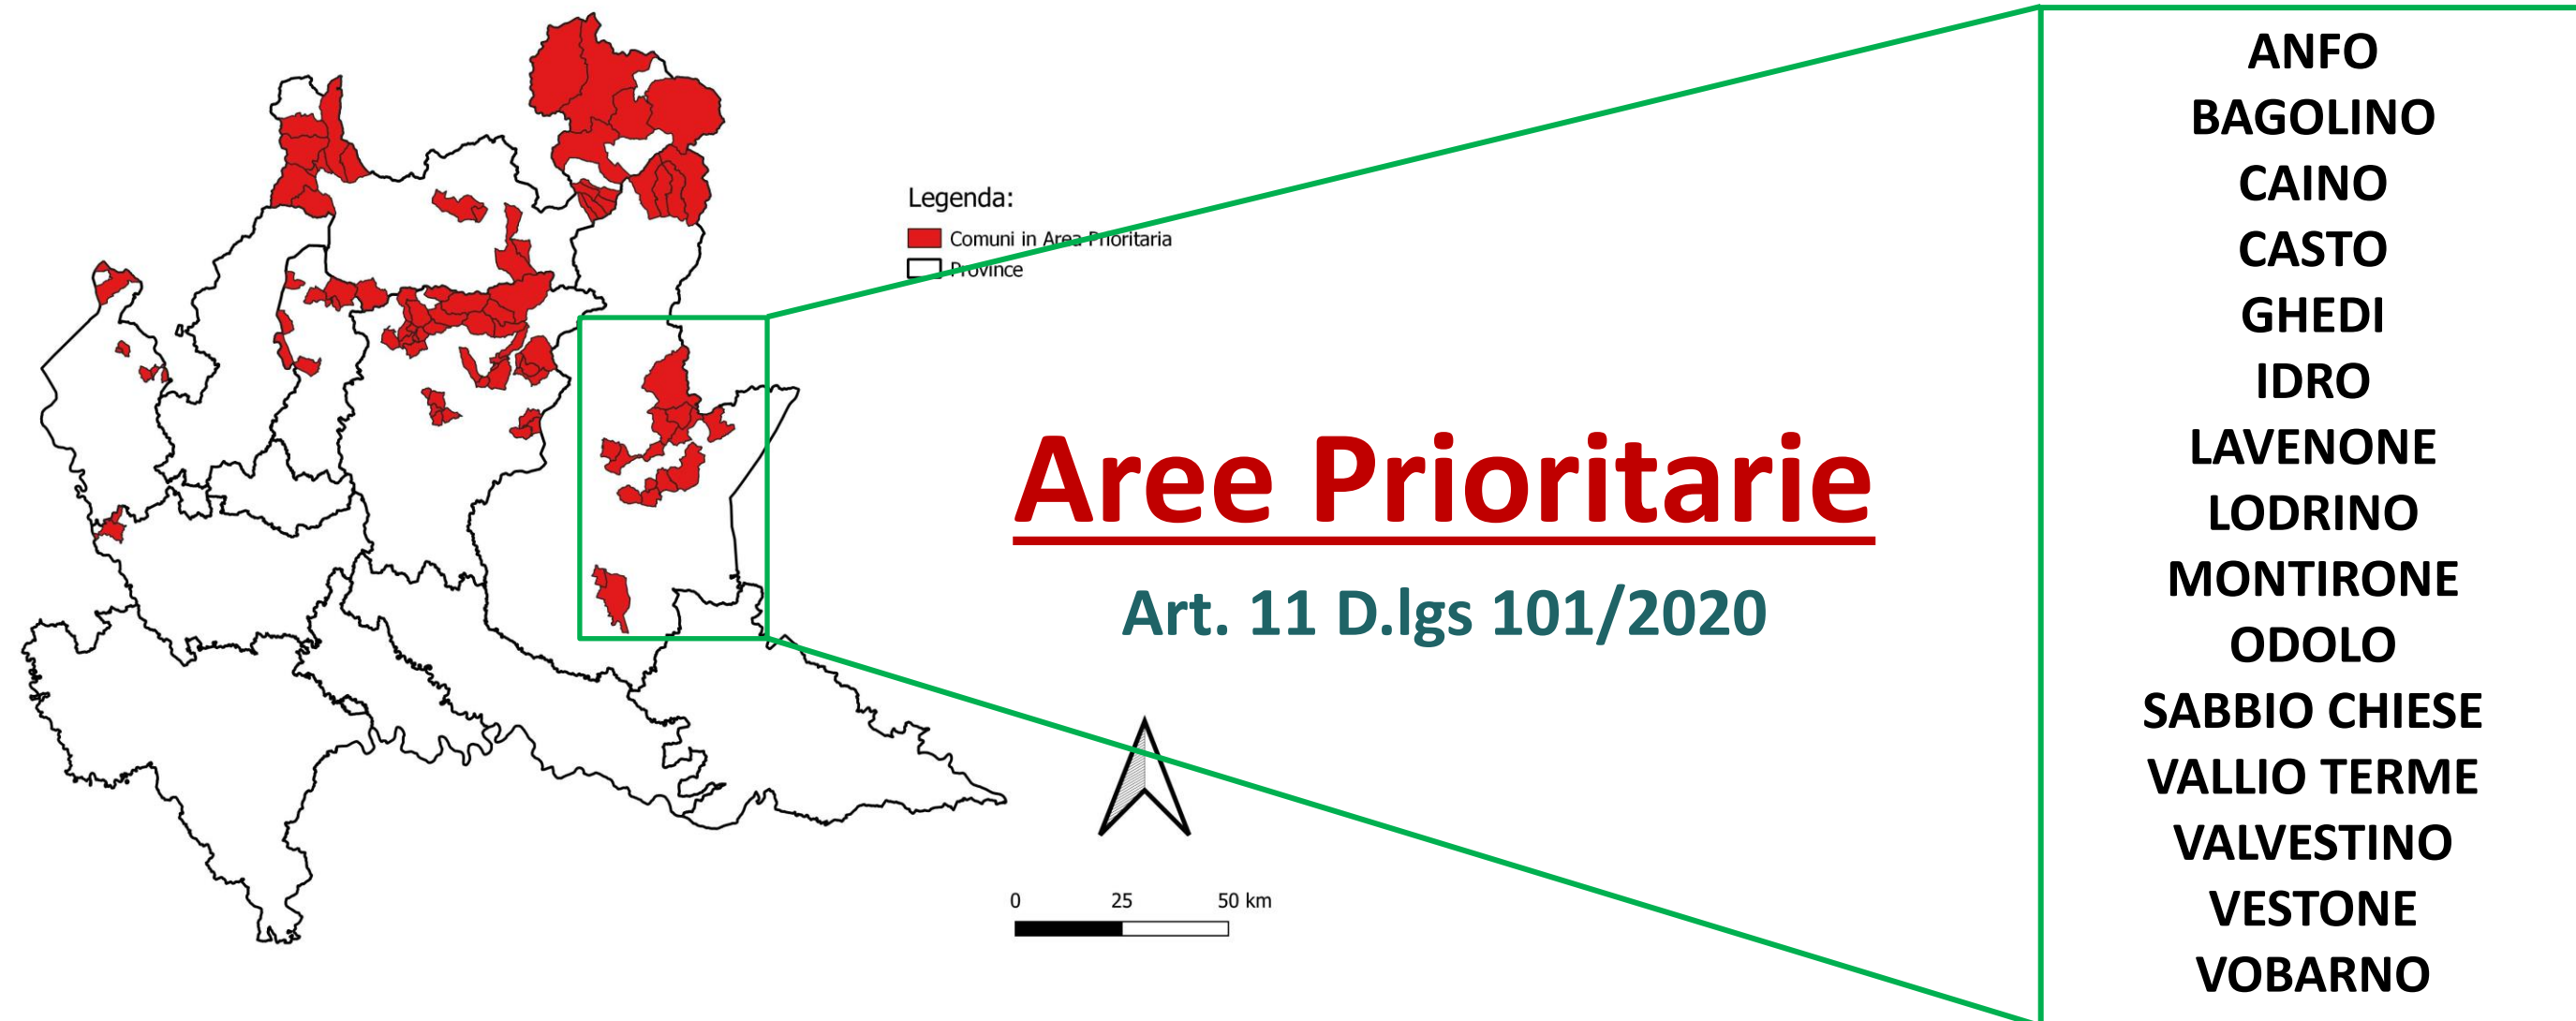 Legenda:
Comuni in Area Prioritaria
Province
Aree Prioritarie
Art. 11 D.lgs 101/2020
0 25 50 km
ANFO
BAGOLINO
CAINO
CASTO
GHEDI
IDRO
LAVENONE
LODRINO
MONTIRONE
ODOLO
SABBIO CHIESE
VALLIO TERME
VALVESTINO
VESTONE
VOBARNO